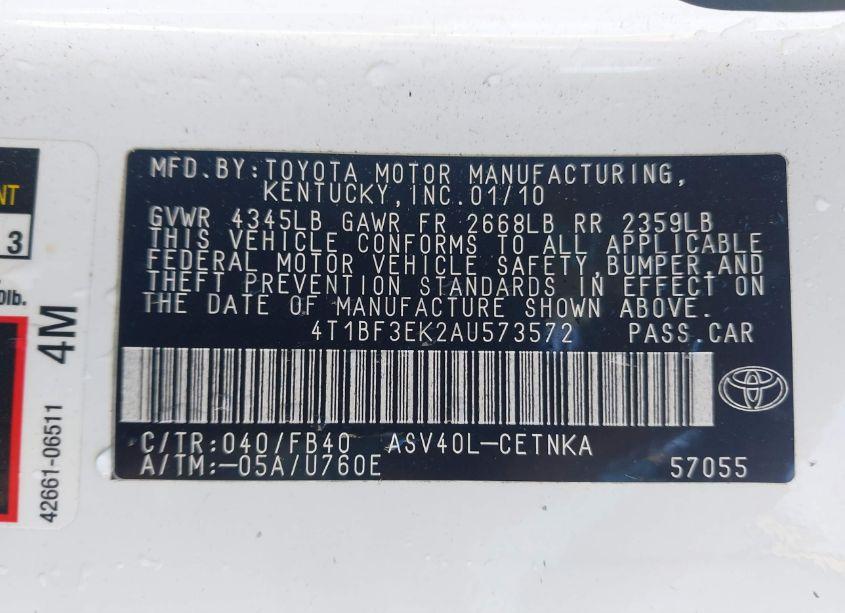 MFD.BY:TOYOTA MOTOR MANUFACTURING,
KENTUCKY,INC.01/10
GVWR 4345LB GAWR FR 2668LB RR 2359LB
THIS VEHICLE CONFORMS TO ALL APPLICABLE
FEDERAL MOTOR VEHICLE SAFETY,BUMPER,AND
THEFT PREVENTION STANDARDS IN EFFECT ON
THE DATE OF MANUFACTURE SHOWN ABOVE.
4T1BF3EK2AU573572 PASS.CAR
C/TR:040/FB40 ASV40L-CETNKA
A/TM:-05A/U760E 57055
3
4M
42661-06511